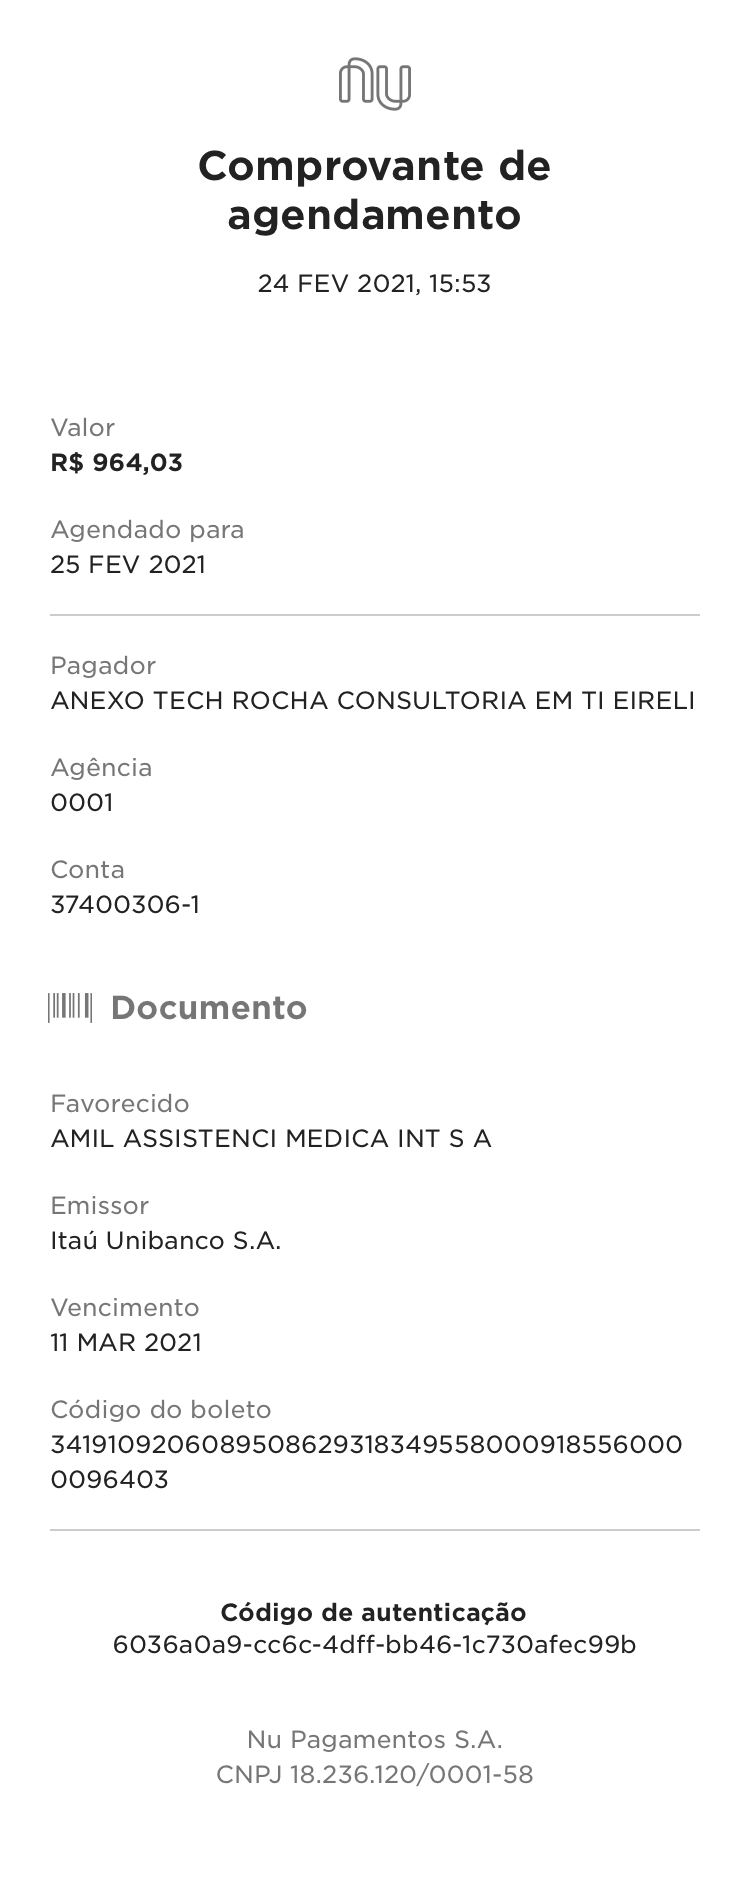 nu
Comprovante de
agendamento
24 FEV 2021, 15:53
Valor
R$ 964,03
Agendado para
25 FEV 2021
Pagador
ANEXO TECH ROCHA CONSULTORIA EM TI EIRELI
Agência
0001
Conta
37400306-1
Documento
Favorecido
AMIL ASSISTENCI MEDICA INT S A
Emissor
Itaú Unibanco S.A.
Vencimento
11 MAR 2021
Código do boleto
3419109206089508629318349558000918556000
0096403
Código de autenticação
6036a0a9-cc6c-4dff-bb46-1c730afec99b
Nu Pagamentos S.A.
CNPJ 18.236.120/0001-58